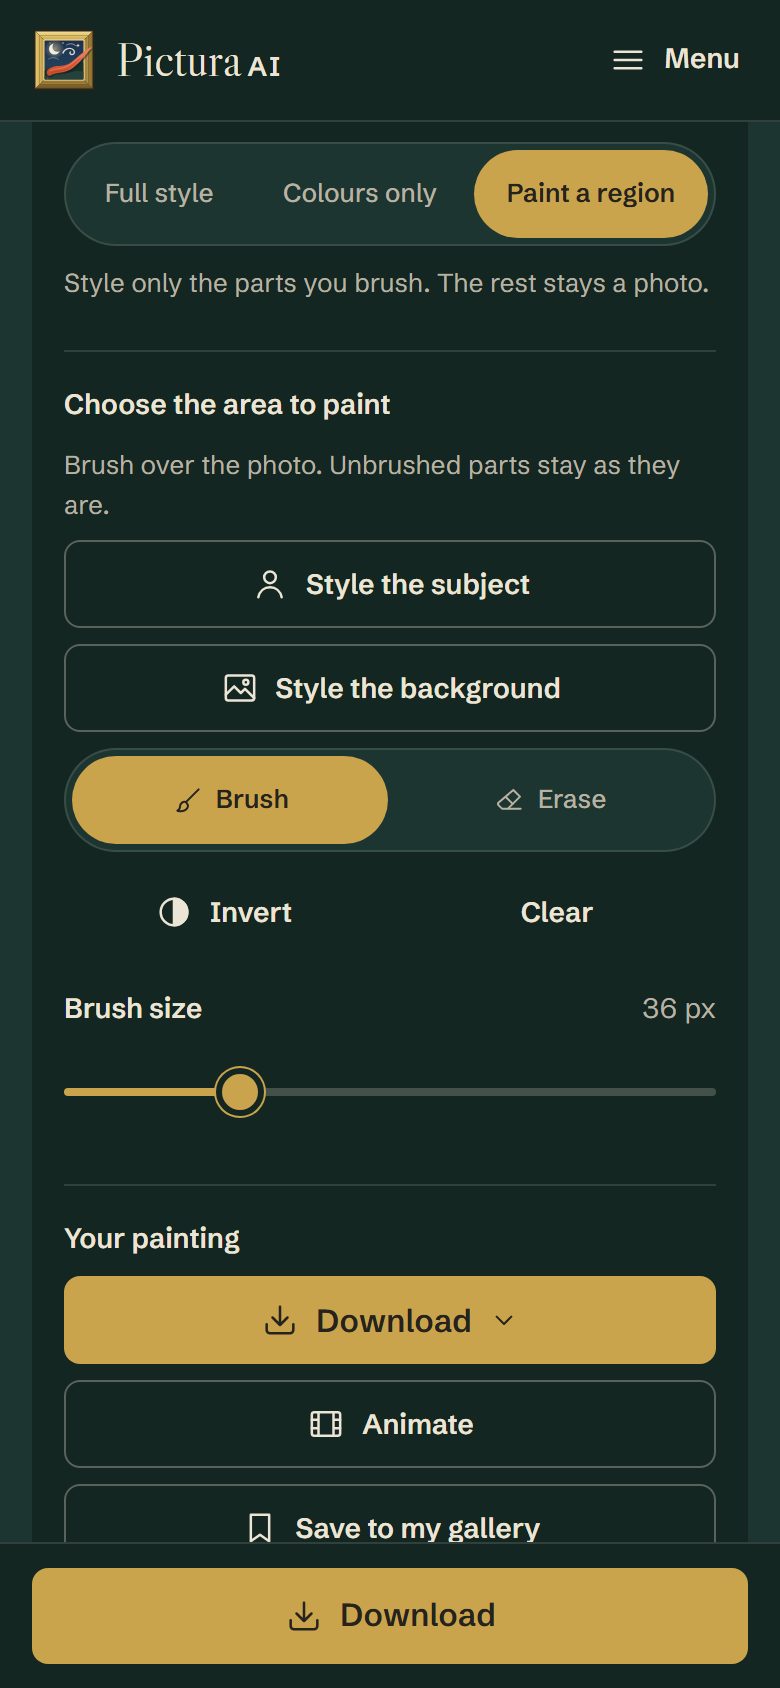 Pictura AI
Menu
Full style
Colours only
Paint a region
Style only the parts you brush. The rest stays a photo.
Choose the area to paint
Brush over the photo. Unbrushed parts stay as they
are.
Style the subject
Style the background
Brush
Erase
Invert
Clear
Brush size
36 px
Your painting
Download
Animate
Save to my gallery
Download